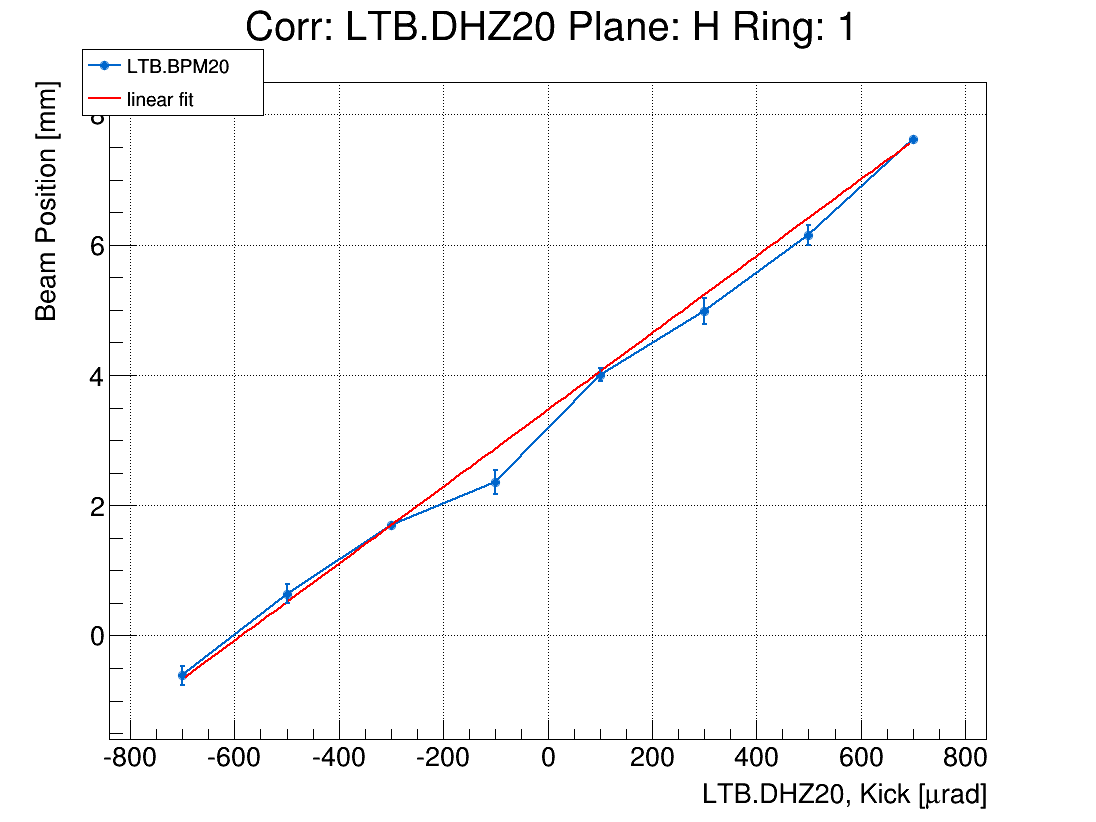 Corr: LTB.DHZ20 Plane: H Ring: 1
LTB.BPM20
linear fit
Beam Position [mm]
8
6
4
2
0
-800 -600 -400 -200 0 200 400 600 800
LTB.DHZ20, Kick [μrad]